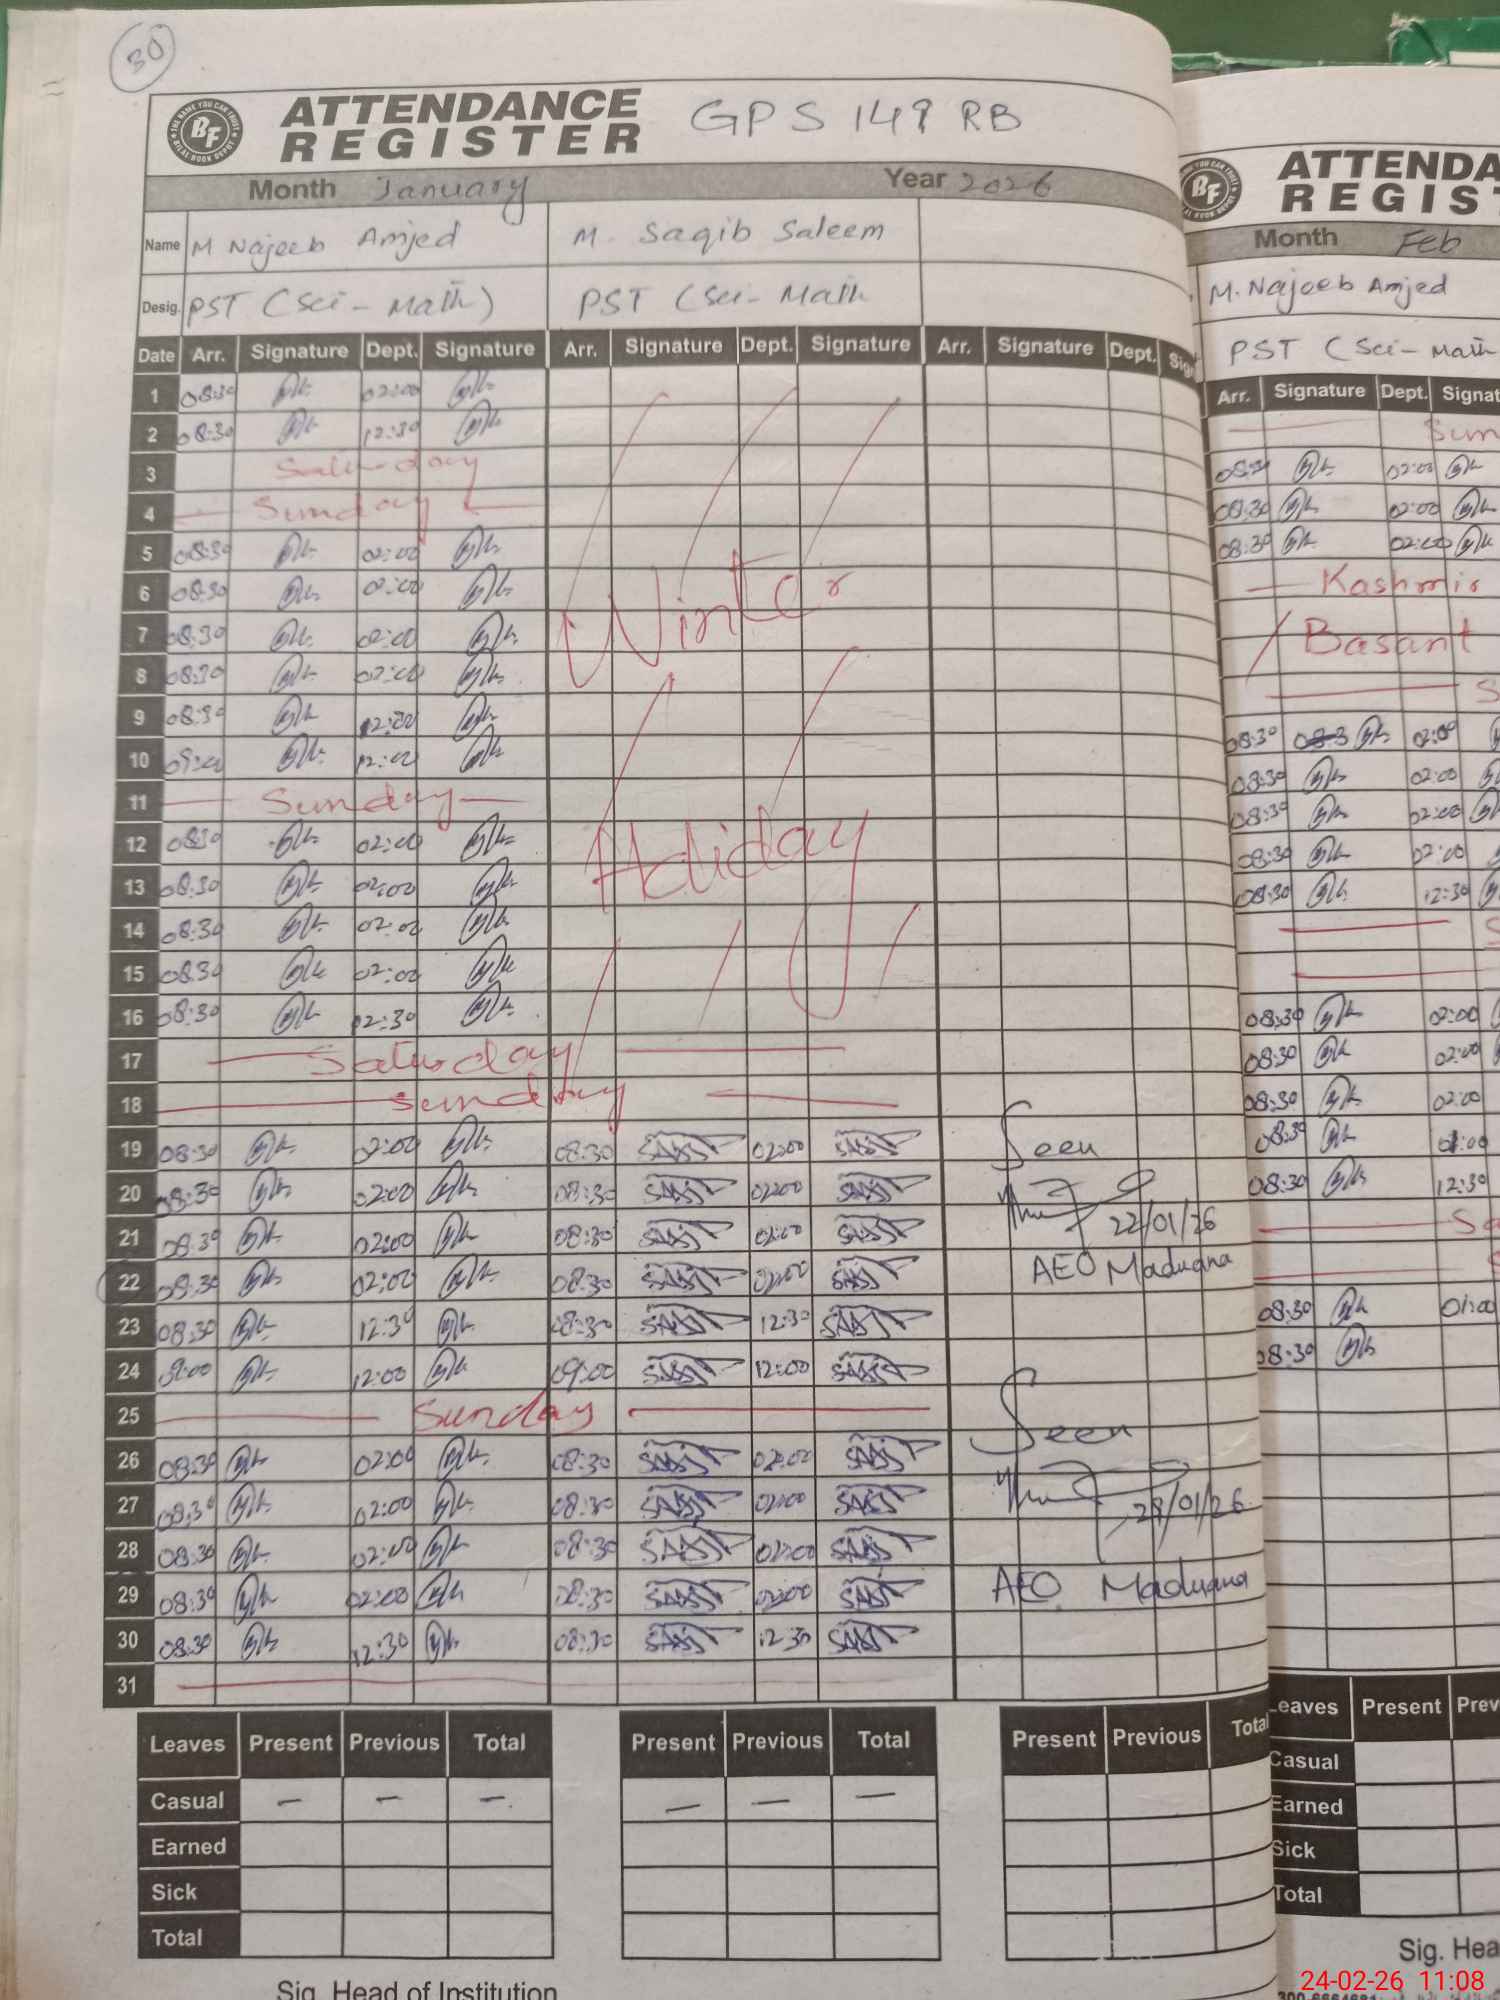 30
ATTENDANCE REGISTER GPS 149 RB
THE NAME YOU CAN TRUST
BF
BILAL BOOK DEPOT
Month January Year 2026
Name M Najeeb Amjed M. Saqib Saleem
Desig. PST (Sci - Math) PST (Sci - Math
Date Arr. Signature Dept. Signature Arr. Signature Dept. Signature Arr. Signature Dept.
1 08:30 02:00
2 08:30 12:30
3 Saturday
4 Sunday
5 08:30 02:00
6 08:30 02:00
Winter
7 08:30 02:00
8 08:30 02:00
9 08:30 12:00
10 09:00 12:00
11 Sunday
12 08:30 02:00
13 08:30 02:00
Holiday
14 08:30 02:00
15 08:30 02:00
16 08:30 02:30
17 Saturday
18 Sunday
19 08:30 02:00 08:30 02:00 Seen
20 08:30 02:00 08:30 02:00
21 08:30 02:00 08:30 02:00 22/01/26
22 08:30 02:00 08:30 02:00 AEO Maduana
23 08:30 12:30 08:30 12:30
24 9:00 12:00 09:00 12:00
25 Sunday
Seen
26 08:30 02:00 08:30 02:00
27 08:30 02:00 08:30 02:00 /01/26
28 08:30 02:00 08:30 02:00
29 08:30 02:00 08:30 02:00 AEO Maduana
30 08:30 12:30 08:30 12:30
31
Leaves Present Previous Total Present Previous Total Present Previous Total
Casual – – – – – –
Earned
Sick
Total
Sig. Head of Institution
ATTENDA
REGIST
BF
Month Feb
M. Najeeb Amjed
PST (Sci - Math
Arr. Signature Dept. Signat
Sun
02:00
08:30 02:00
08:30 02:00
Kashmir
Basant
S
08:30 02:00
08:30 02:00
08:30 02:00
08:30 02:00
08:30 12:30
S
08:30 02:00
08:30 02:00
08:30 02:00
08:30
08:30 12:30
Sa
S
08:30 01:00
08:30
Leaves Present Prev
Casual
Earned
Sick
Total
Sig. Hea
24-02-26 11:08